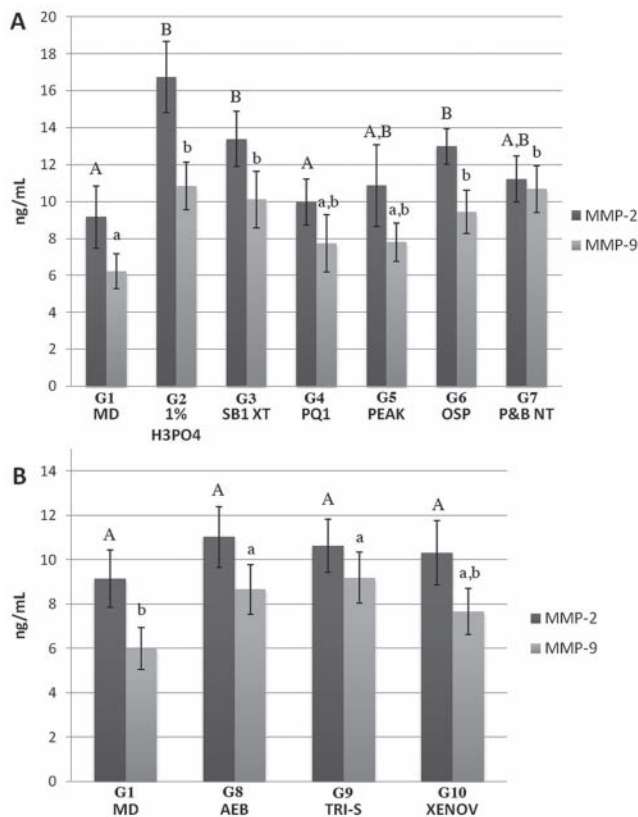 A
20
18
16
14
12
10
8
6
4
2
0
ng/mL
A
a
B
b
B
b
A
a,b
A,B
a,b
B
b
A,B
b
MMP-2
MMP-9
G1 G2 G3 G4 G5 G6 G7
MD 1% SB1 XT PQ1 PEAK OSP P&B NT
H3PO4
B
14
12
10
8
6
4
2
0
ng/mL
A
b
A
a
A
a
A
a,b
MMP-2
MMP-9
G1 G8 G9 G10
MD AEB TRI-S XENOV